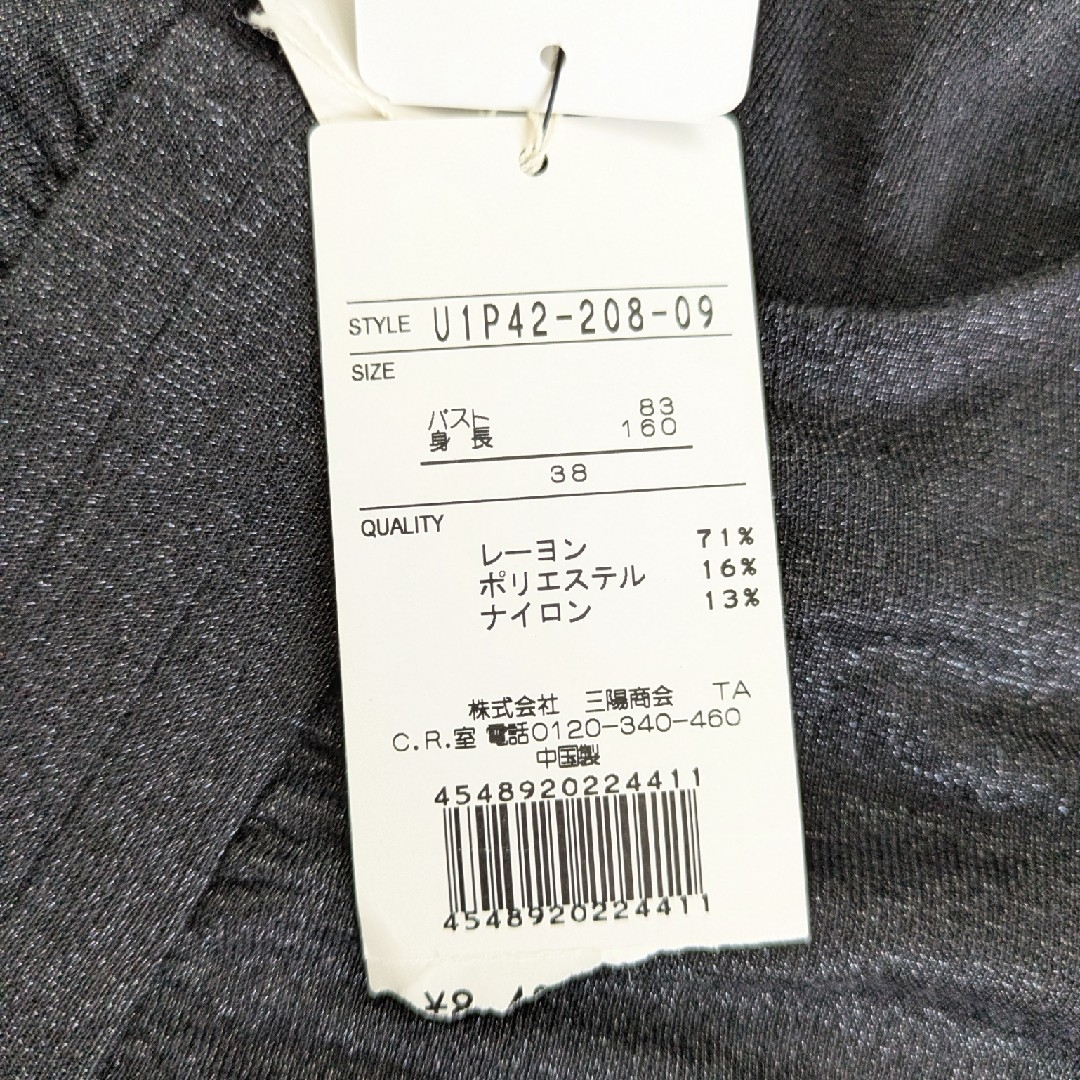 STYLE U1P42-208-09
SIZE
バスト 83
身長 160
38
QUALITY
レーヨン 71%
ポリエステル 16%
ナイロン 13%
株式会社 三陽商会 TA
C.R.室 電話0120-340-460
中国製
4548920224411
4548920224411